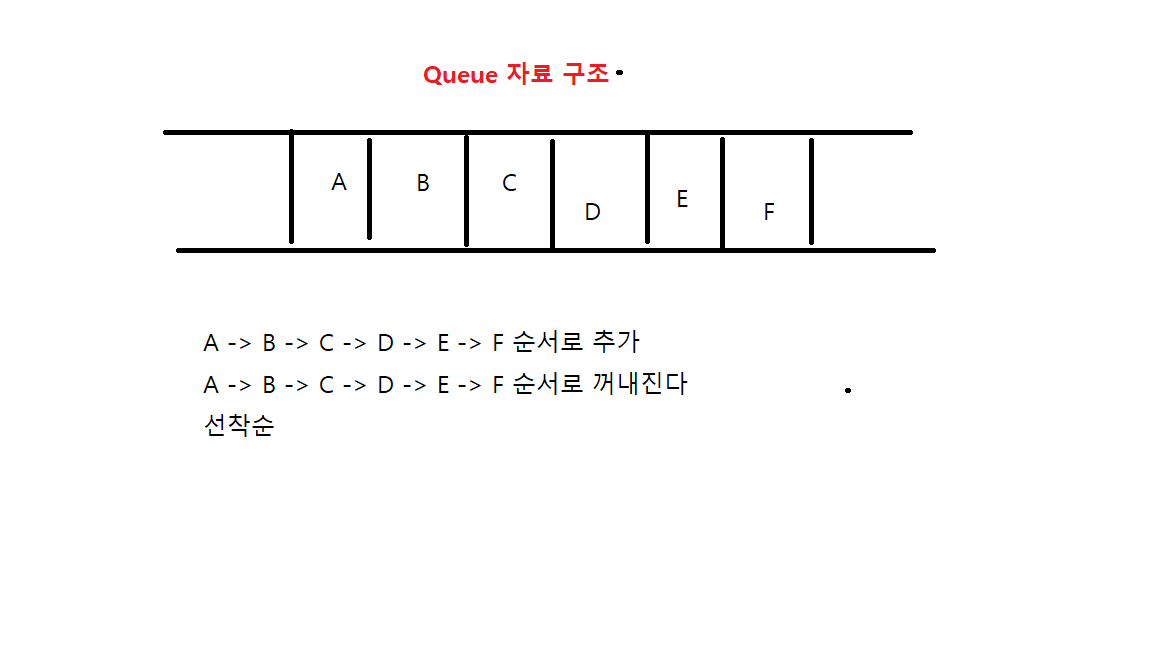 Queue 자료 구조
A B C D E F
A -> B -> C -> D -> E -> F 순서로 추가
A -> B -> C -> D -> E -> F 순서로 꺼내진다
선착순